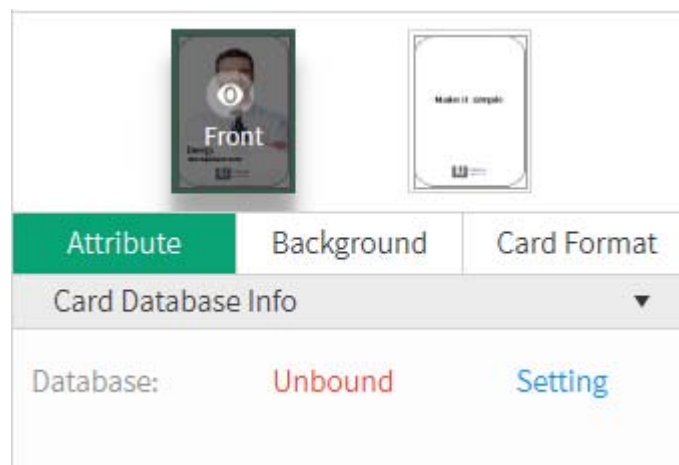 Front
Make it simple
Attribute
Background
Card Format
Card Database Info
Database:
Unbound
Setting